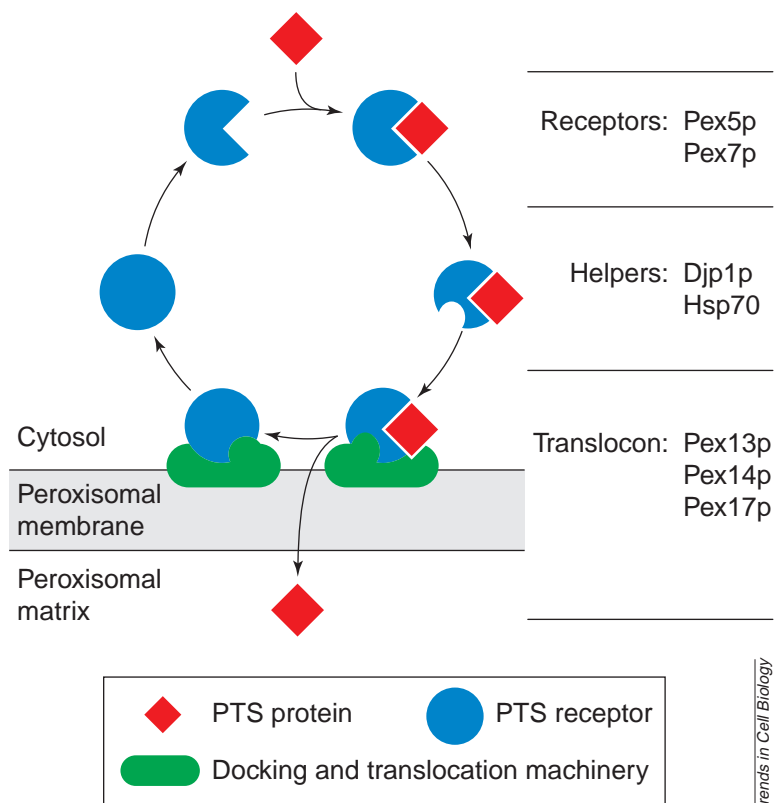 Receptors: Pex5p
Pex7p
Helpers: Djp1p
Hsp70
Cytosol
Translocon: Pex13p
Pex14p
Pex17p
Peroxisomal
membrane
Peroxisomal
matrix
PTS protein
PTS receptor
Docking and translocation machinery
rends in Cell Biology